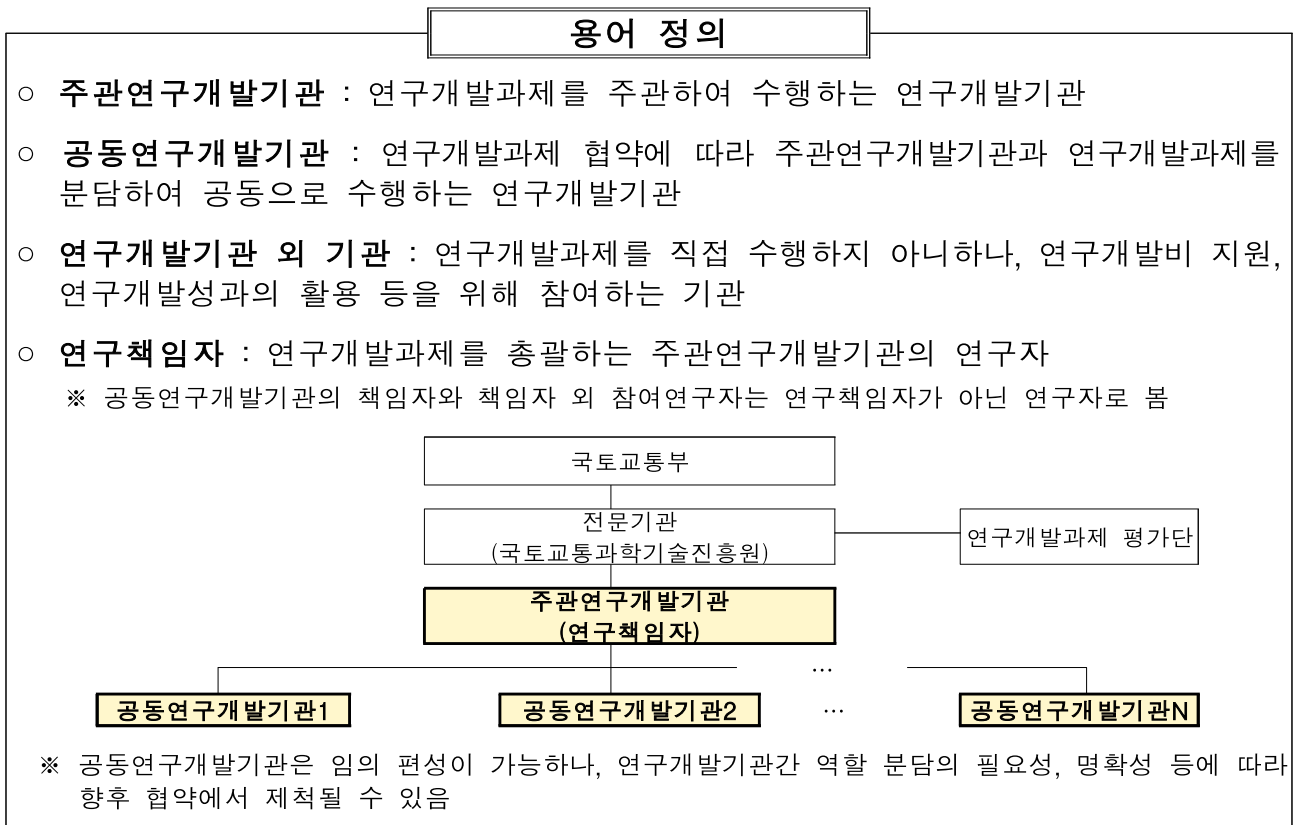 용어 정의
○ 주관연구개발기관 : 연구개발과제를 주관하여 수행하는 연구개발기관
○ 공동연구개발기관 : 연구개발과제 협약에 따라 주관연구개발기관과 연구개발과제를
분담하여 공동으로 수행하는 연구개발기관
○ 연구개발기관 외 기관 : 연구개발과제를 직접 수행하지 아니하나, 연구개발비 지원,
연구개발성과의 활용 등을 위해 참여하는 기관
○ 연구책임자 : 연구개발과제를 총괄하는 주관연구개발기관의 연구자
※ 공동연구개발기관의 책임자와 책임자 외 참여연구자는 연구책임자가 아닌 연구자로 봄
국토교통부
전문기관
(국토교통과학기술진흥원)
연구개발과제 평가단
주관연구개발기관
(연구책임자)
...
공동연구개발기관1
공동연구개발기관2
...
공동연구개발기관N
※ 공동연구개발기관은 임의 편성이 가능하나, 연구개발기관간 역할 분담의 필요성, 명확성 등에 따라
향후 협약에서 제척될 수 있음